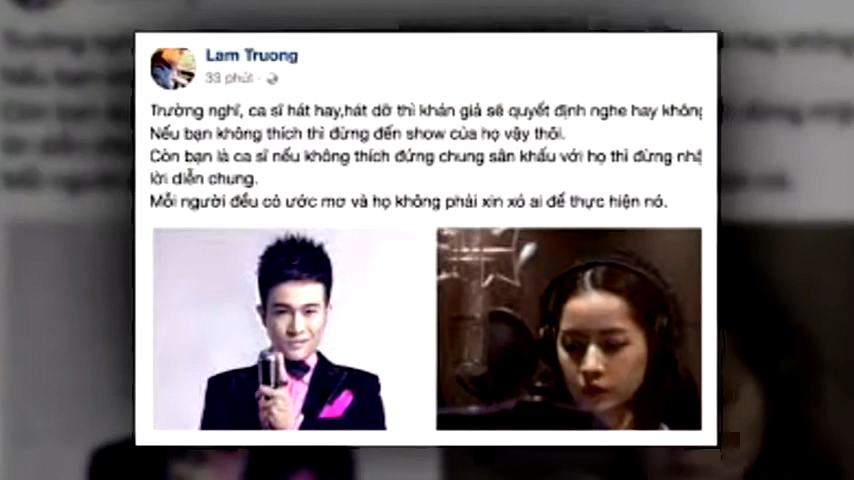 Lam Truong
33 phút ·
Trường nghĩ, ca sĩ hát hay,hát dở thì khán giả sẽ quyết định nghe hay không
Nếu bạn không thích thì đừng đến show của họ vậy thôi.
Còn bạn là ca sĩ nếu không thích đứng chung sân khấu với họ thì đừng nhậ
lời diễn chung.
Mỗi người đều có ước mơ và họ không phải xin xỏ ai để thực hiện nó.